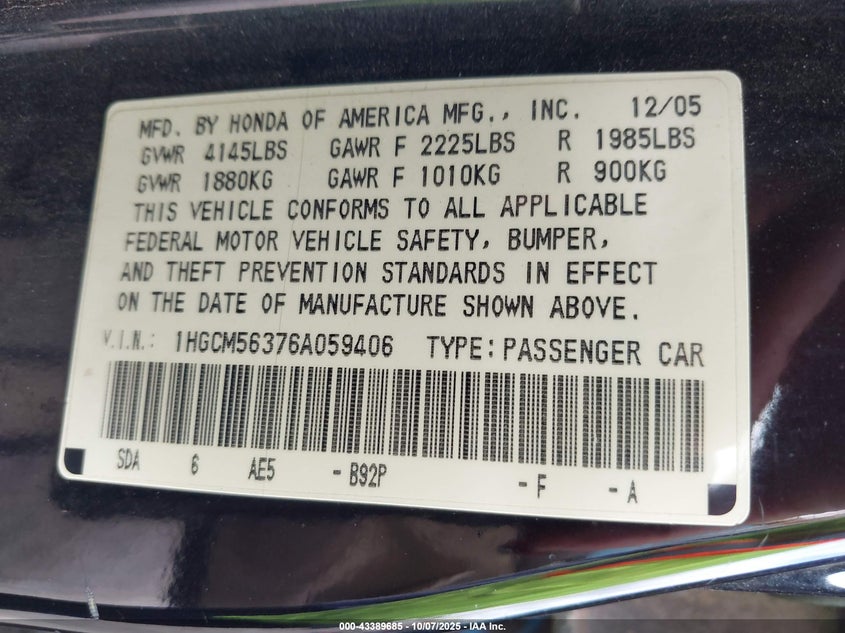 MFD. BY HONDA OF AMERICA MFG., INC. 12/05
GVWR 4145LBS GAWR F 2225LBS R 1985LBS
GVWR 1880KG GAWR F 1010KG R 900KG
THIS VEHICLE CONFORMS TO ALL APPLICABLE
FEDERAL MOTOR VEHICLE SAFETY, BUMPER,
AND THEFT PREVENTION STANDARDS IN EFFECT
ON THE DATE OF MANUFACTURE SHOWN ABOVE.
V.I.N.: 1HGCM56376A059406 TYPE: PASSENGER CAR
SDA 6 AE5 - B92P - F - A
000-43389685 - 10/07/2025 - IAA Inc.